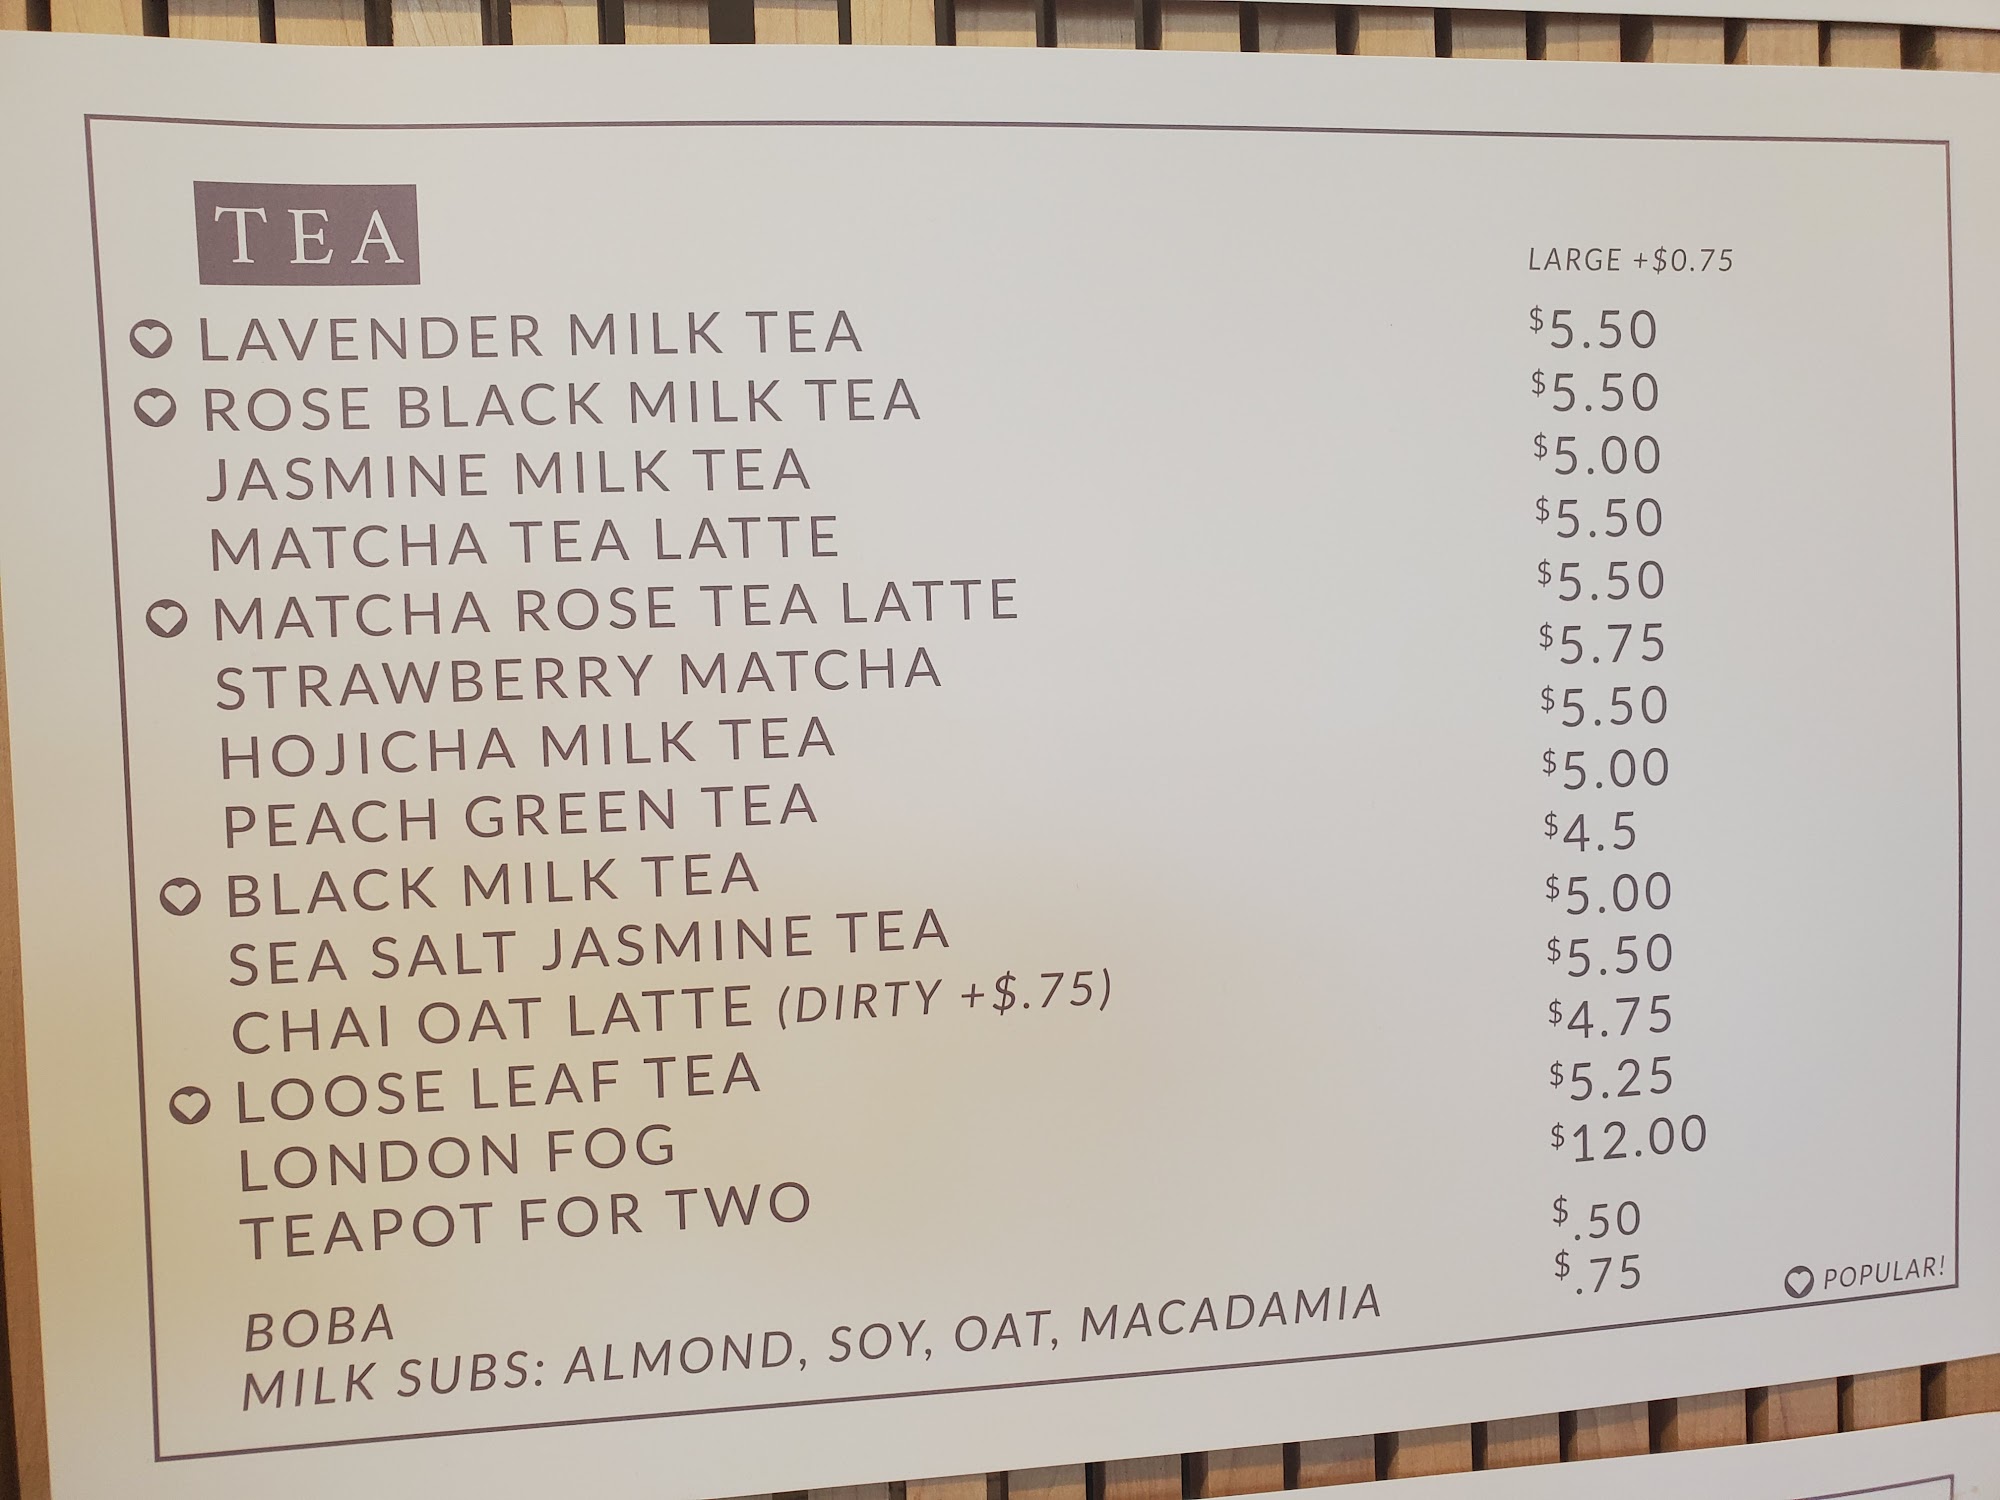 TEA
LARGE +$0.75
LAVENDER MILK TEA $5.50
ROSE BLACK MILK TEA $5.50
JASMINE MILK TEA $5.00
MATCHA TEA LATTE $5.50
MATCHA ROSE TEA LATTE $5.50
STRAWBERRY MATCHA $5.75
HOJICHA MILK TEA $5.50
PEACH GREEN TEA $5.00
BLACK MILK TEA $4.5
SEA SALT JASMINE TEA $5.00
CHAI OAT LATTE (DIRTY +$.75) $5.50
LOOSE LEAF TEA $4.75
LONDON FOG $5.25
TEAPOT FOR TWO $12.00
BOBA $.50
MILK SUBS: ALMOND, SOY, OAT, MACADAMIA $.75
POPULAR!